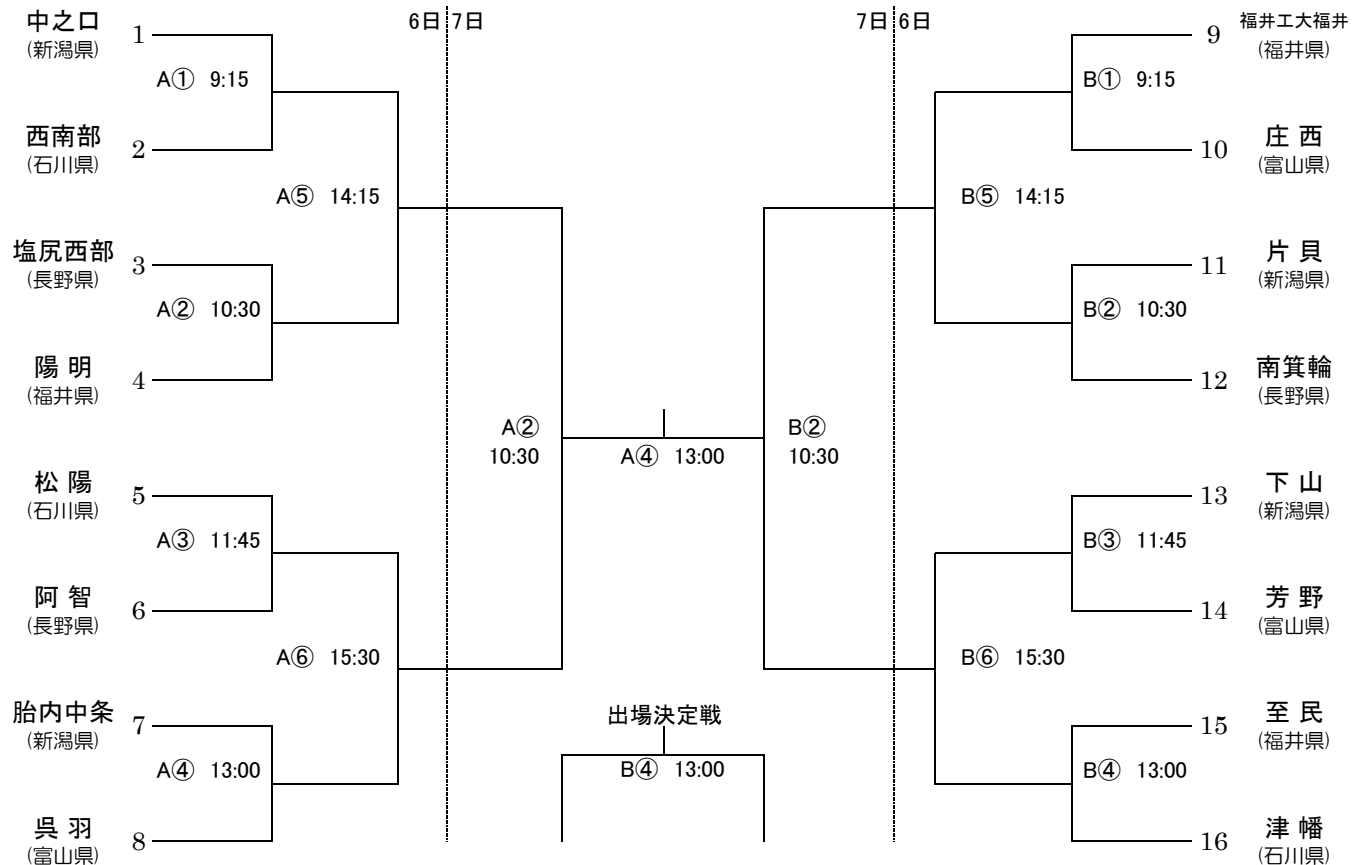 6日 7日
7日 6日
中之口
(新潟県)
1
A① 9:15
西南部
(石川県)
2
A⑤ 14:15
塩尻西部
(長野県)
3
A② 10:30
陽明
(福井県)
4
A②
10:30
松陽
(石川県)
5
A③ 11:45
阿智
(長野県)
6
A⑥ 15:30
胎内中条
(新潟県)
7
A④ 13:00
呉羽
(富山県)
8
A④ 13:00
出場決定戦
B④ 13:00
9
福井工大福井
(福井県)
B① 9:15
10
庄西
(富山県)
B⑤ 14:15
11
片貝
(新潟県)
B② 10:30
12
南箕輪
(長野県)
B②
10:30
13
下山
(新潟県)
B③ 11:45
14
芳野
(富山県)
B⑥ 15:30
15
至民
(福井県)
B④ 13:00
16
津幡
(石川県)